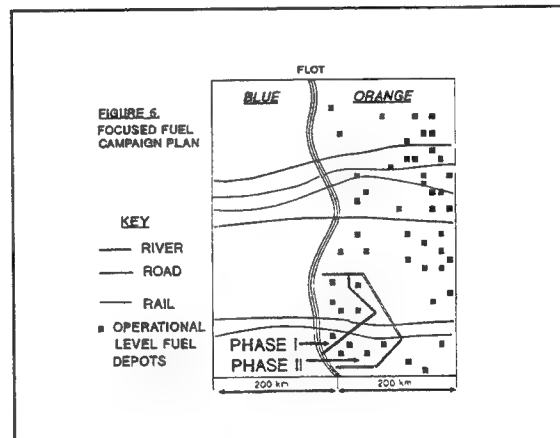 FLOT
BLUE
ORANGE
FIGURE 6.
FOCUSED FUEL
CAMPAIGN PLAN
KEY
RIVER
ROAD
RAIL
OPERATIONAL
LEVEL FUEL
DEPOTS
PHASE I
PHASE II
200 km
200 km